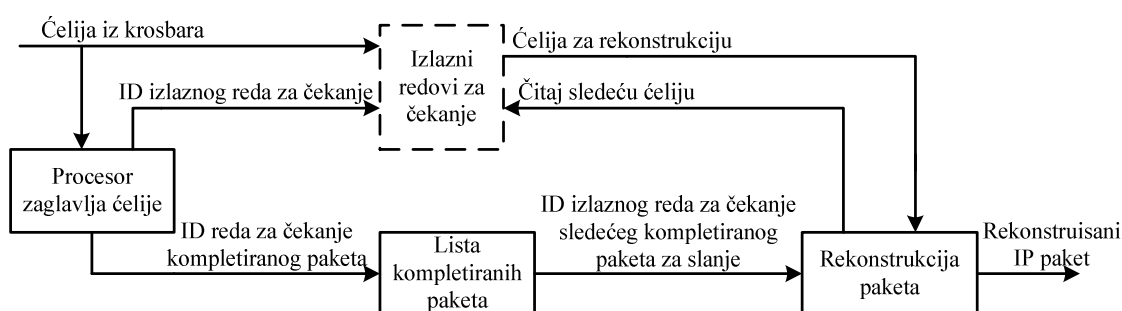 Ćelija iz krosbara
Izlazni
redovi za
čekanje
Ćelija za rekonstrukciju
ID izlaznog reda za čekanje
Čitaj sledeću ćeliju
Procesor
zaglavlja ćelije
ID reda za čekanje
kompletiranog paketa
Lista
kompletiranih
paketa
ID izlaznog reda za čekanje
sledećeg kompletiranog
paketa za slanje
Rekonstrukcija
paketa
Rekonstruisani
IP paket